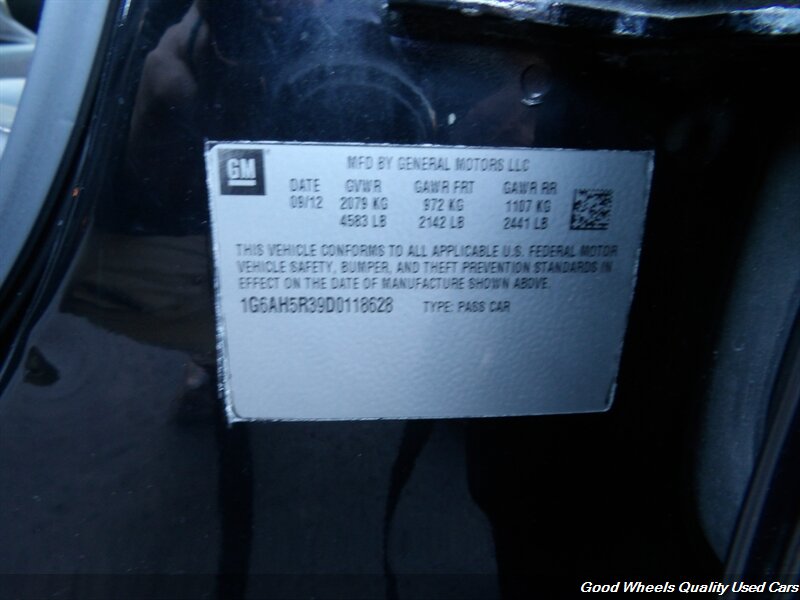 GM
MFD BY GENERAL MOTORS LLC
DATE GVWR GAWR FRT GAWR RR
09/12 2079 KG 972 KG 1107 KG
4583 LB 2142 LB 2441 LB
THIS VEHICLE CONFORMS TO ALL APPLICABLE U.S. FEDERAL MOTOR
VEHICLE SAFETY, BUMPER, AND THEFT PREVENTION STANDARDS IN
EFFECT ON THE DATE OF MANUFACTURE SHOWN ABOVE.
1G6AH5R39D0118628 TYPE: PASS CAR
Good Wheels Quality Used Cars